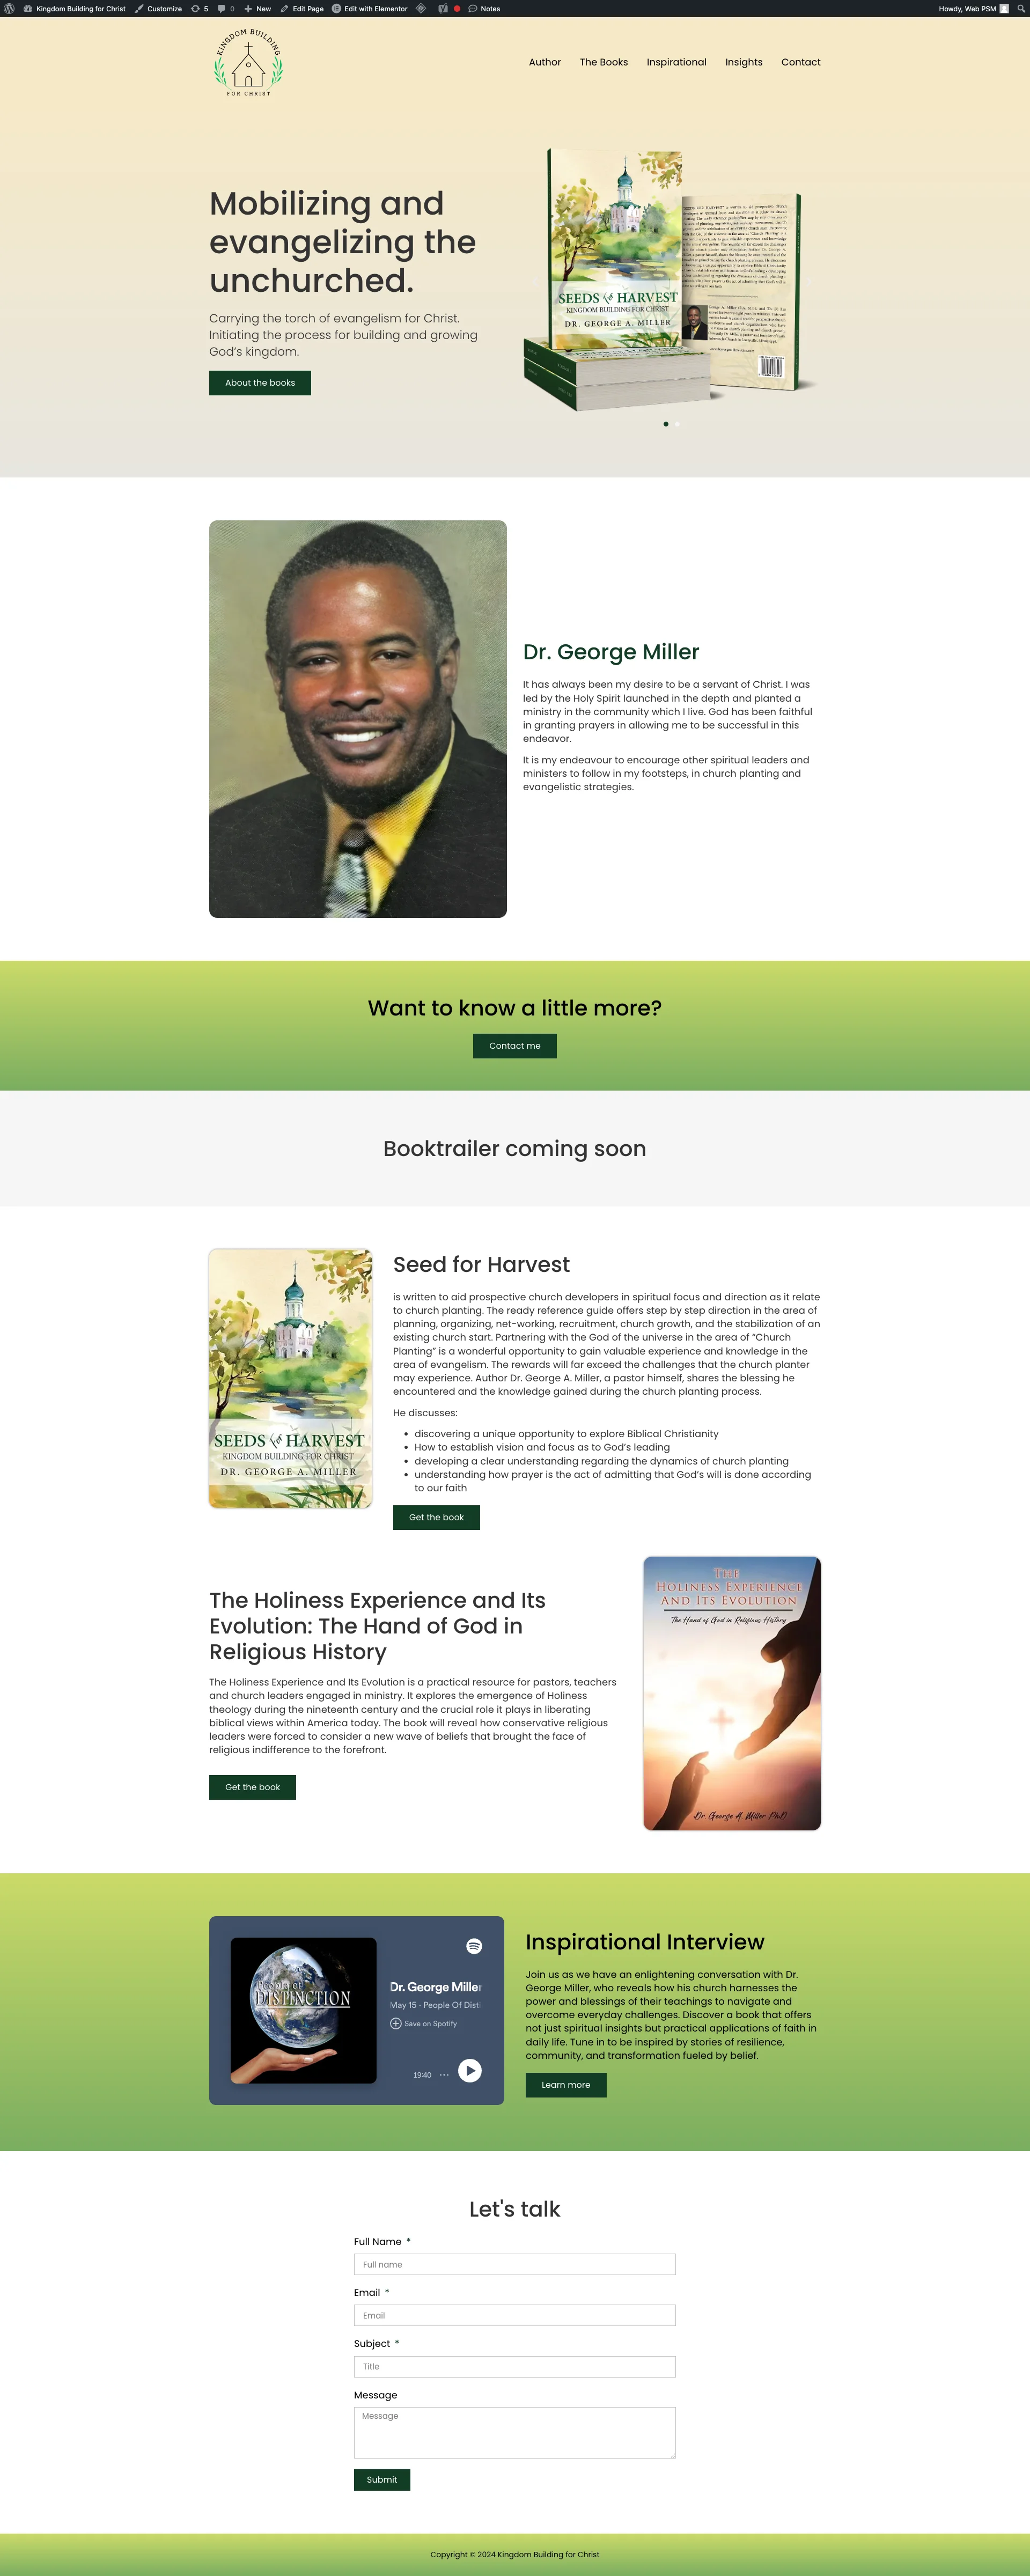 Kingdom Building for Christ Customize 5 0 New Edit Page Edit with Elementor Notes Howdy, Web PSM
KINGDOM BUILDING
FOR CHRIST
Author The Books Inspirational Insights Contact
Mobilizing and
evangelizing the
unchurched.
Carrying the torch of evangelism for Christ.
Initiating the process for building and growing
God’s kingdom.
About the books
SEEDS for HARVEST
KINGDOM BUILDING FOR CHRIST
DR. GEORGE A. MILLER
Dr. George Miller
It has always been my desire to be a servant of Christ. I was
led by the Holy Spirit launched in the depth and planted a
ministry in the community which I live. God has been faithful
in granting prayers in allowing me to be successful in this
endeavor.
It is my endeavour to encourage other spiritual leaders and
ministers to follow in my footsteps, in church planting and
evangelistic strategies.
Want to know a little more?
Contact me
Booktrailer coming soon
SEEDS for HARVEST
KINGDOM BUILDING FOR CHRIST
DR. GEORGE A. MILLER
Seed for Harvest
is written to aid prospective church developers in spiritual focus and direction as it relate
to church planting. The ready reference guide offers step by step direction in the area of
planning, organizing, net-working, recruitment, church growth, and the stabilization of an
existing church start. Partnering with the God of the universe in the area of “Church
Planting” is a wonderful opportunity to gain valuable experience and knowledge in the
area of evangelism. The rewards will far exceed the challenges that the church planter
may experience. Author Dr. George A. Miller, a pastor himself, shares the blessing he
encountered and the knowledge gained during the church planting process.
He discusses:
• discovering a unique opportunity to explore Biblical Christianity
• How to establish vision and focus as to God’s leading
• developing a clear understanding regarding the dynamics of church planting
• understanding how prayer is the act of admitting that God’s will is done according
to our faith
Get the book
The Holiness Experience and Its
Evolution: The Hand of God in
Religious History
The Holiness Experience and Its Evolution is a practical resource for pastors, teachers
and church leaders engaged in ministry. It explores the emergence of Holiness
theology during the nineteenth century and the crucial role it plays in liberating
biblical views within America today. The book will reveal how conservative religious
leaders were forced to consider a new wave of beliefs that brought the face of
religious indifference to the forefront.
Get the book
THE
HOLINESS EXPERIENCE
AND ITS EVOLUTION
The Hand of God in Religious History
Dr. George A. Miller PhD
PEOPLE OF
DISTINCTION
Dr. George Miller
May 15 · People Of Disti
Save on Spotify
19:40
Inspirational Interview
Join us as we have an enlightening conversation with Dr.
George Miller, who reveals how his church harnesses the
power and blessings of their teachings to navigate and
overcome everyday challenges. Discover a book that offers
not just spiritual insights but practical applications of faith in
daily life. Tune in to be inspired by stories of resilience,
community, and transformation fueled by belief.
Learn more
Let's talk
Full Name *
Full name
Email *
Email
Subject *
Title
Message
Message
Submit
Copyright © 2024 Kingdom Building for Christ